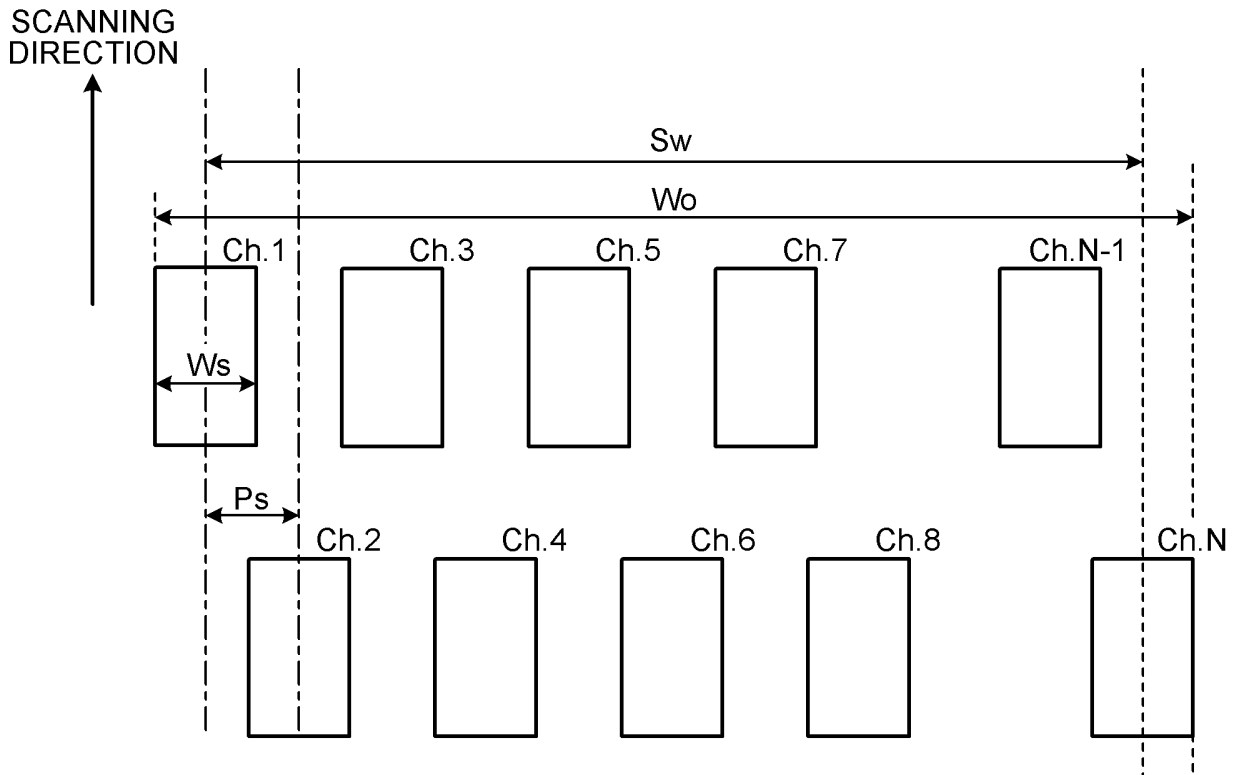 SCANNING
DIRECTION
Sw
Wo
Ch.1
Ch.3
Ch.5
Ch.7
Ch.N-1
Ws
Ps
Ch.2
Ch.4
Ch.6
Ch.8
Ch.N